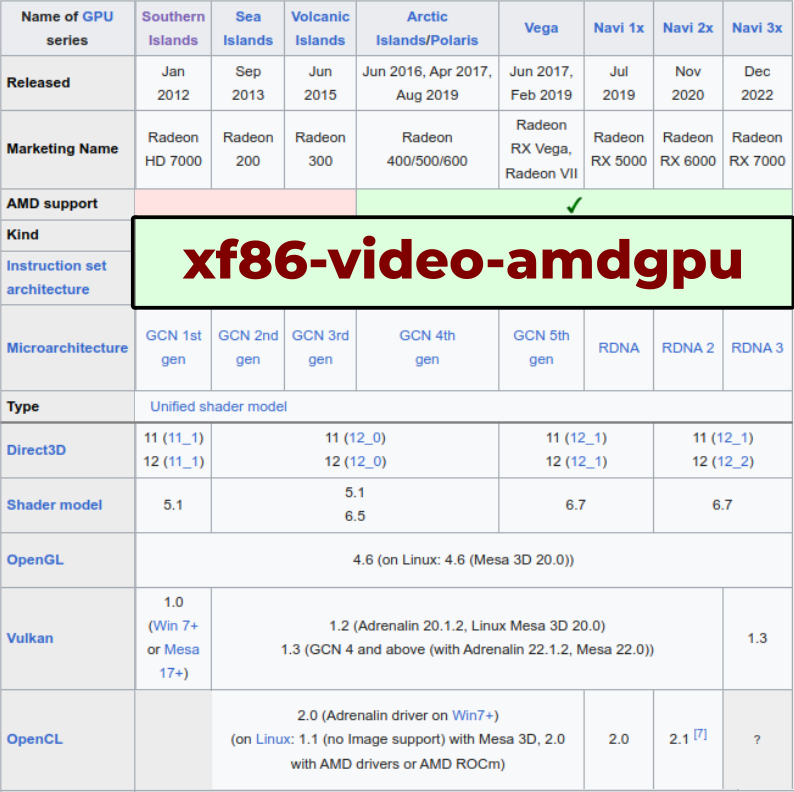 Name of GPU series
Southern Islands
Sea Islands
Volcanic Islands
Arctic Islands/Polaris
Vega
Navi 1x
Navi 2x
Navi 3x
Released
Jan 2012
Sep 2013
Jun 2015
Jun 2016, Apr 2017, Aug 2019
Jun 2017, Feb 2019
Jul 2019
Nov 2020
Dec 2022
Marketing Name
Radeon HD 7000
Radeon 200
Radeon 300
Radeon 400/500/600
Radeon RX Vega, Radeon VII
Radeon RX 5000
Radeon RX 6000
Radeon RX 7000
AMD support
✓
Kind
xf86-video-amdgpu
Instruction set architecture
Microarchitecture
GCN 1st gen
GCN 2nd gen
GCN 3rd gen
GCN 4th gen
GCN 5th gen
RDNA
RDNA 2
RDNA 3
Type
Unified shader model
Direct3D
11 (11_1)
12 (11_1)
11 (12_0)
12 (12_0)
11 (12_1)
12 (12_1)
11 (12_1)
12 (12_2)
Shader model
5.1
5.1
6.5
6.7
6.7
OpenGL
4.6 (on Linux: 4.6 (Mesa 3D 20.0))
Vulkan
1.0
(Win 7+
or Mesa
17+)
1.2 (Adrenalin 20.1.2, Linux Mesa 3D 20.0)
1.3 (GCN 4 and above (with Adrenalin 22.1.2, Mesa 22.0))
1.3
OpenCL
2.0 (Adrenalin driver on Win7+)
(on Linux: 1.1 (no Image support) with Mesa 3D, 2.0
with AMD drivers or AMD ROCm)
2.0
2.1 [7]
?